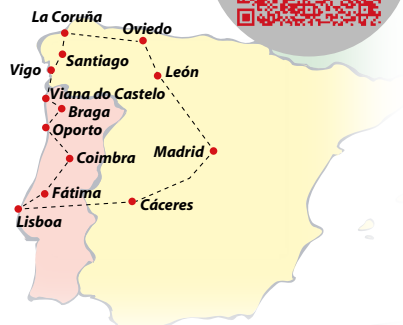 La Coruña
Oviedo
Santiago
Vigo
León
Viana do Castelo
Braga
Oporto
Madrid
Coimbra
Fátima
Cáceres
Lisboa